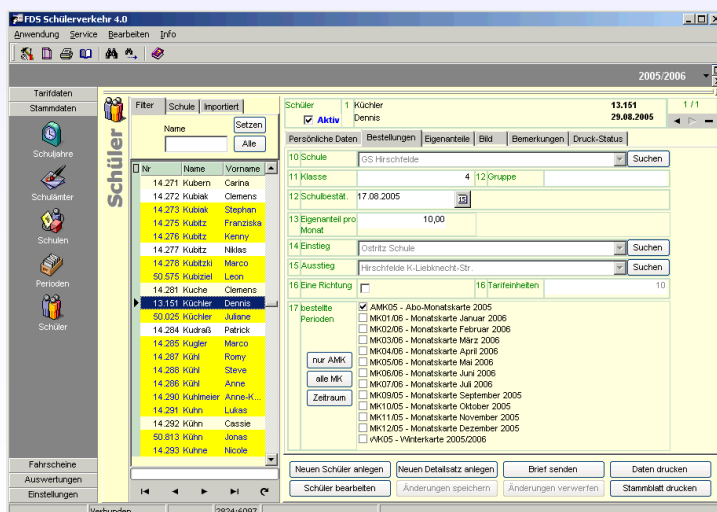 FDS Schülerverkehr 4.0
Anwendung Service Bearbeiten Info
2005/2006
Tarifdaten
Stammdaten
Schuljahre
Schulämter
Schulen
Perioden
Schüler
Fahrscheine
Auswertungen
Einstellungen
Schüler
Filter Schule Importiert
Name Setzen
Alle
Nr Name Vorname
14.271 Kubern Carina
14.272 Kubiak Clemens
14.273 Kubiak Stephan
14.275 Kubitz Franziska
14.276 Kubitz Kenny
14.277 Kubitz Niklas
14.278 Kubitzki Marco
50.575 Kubiziel Leon
14.281 Kuche Clemens
13.151 Küchler Dennis
50.025 Küchler Juliane
14.284 Kudraß Patrick
14.285 Kugler Marco
14.287 Kühl Romy
14.288 Kühl Steve
14.286 Kühl Anne
14.290 Kuhlmeier Anne-K...
14.291 Kuhn Lukas
14.292 Kühn Cassie
50.813 Kühn Jonas
14.293 Kuhne Nicole
Schüler 1 Küchler 13.151 1 / 1
Aktiv Dennis 29.08.2005
Persönliche Daten Bestellungen Eigenanteile Bild Bemerkungen Druck-Status
10 Schule GS Hirschfelde Suchen
11 Klasse 4 12 Gruppe
12 Schulbestät. 17.08.2005 15
13 Eigenanteil pro Monat 10,00
14 Einstieg Ostritz Schule Suchen
15 Ausstieg Hirschfelde K-Liebknecht-Str. Suchen
16 Eine Richtung 16 Tarifeinheiten 10
17 bestellte Perioden
nur AMK
alle MK
Zeitraum
AMK05 - Abo-Monatskarte 2005
MK01/06 - Monatskarte Januar 2006
MK02/06 - Monatskarte Februar 2006
MK03/06 - Monatskarte März 2006
MK04/06 - Monatskarte April 2006
MK05/06 - Monatskarte Mai 2006
MK06/06 - Monatskarte Juni 2006
MK07/06 - Monatskarte Juli 2006
MK09/05 - Monatskarte September 2005
MK10/05 - Monatskarte Oktober 2005
MK11/05 - Monatskarte November 2005
MK12/05 - Monatskarte Dezember 2005
WK05 - Winterkarte 2005/2006
Neuen Schüler anlegen Neuen Detailsatz anlegen Brief senden Daten drucken
Schüler bearbeiten Änderungen speichern Änderungen verwerfen Stammblatt drucken
Verbunden 2824:6097